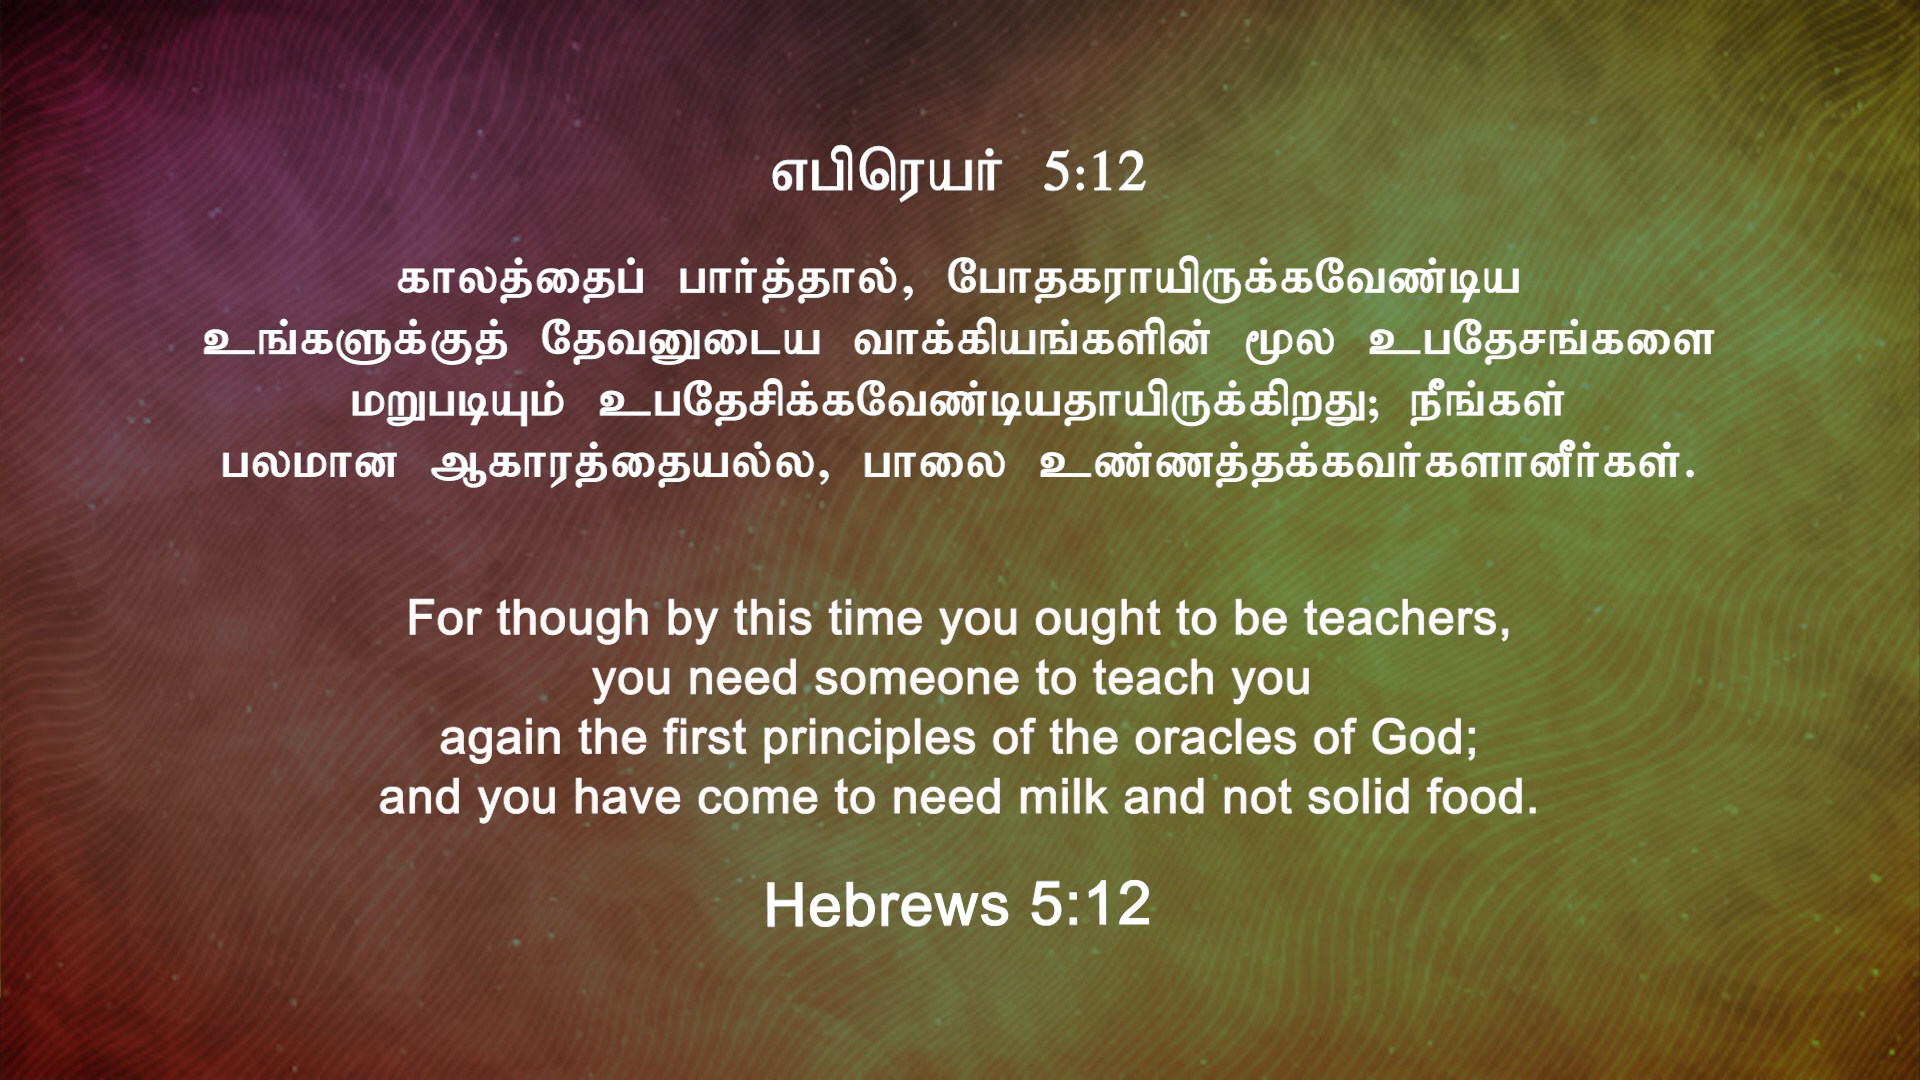 எபிரெயர் 5:12
காலத்தைப் பார்த்தால், போதகராயிருக்கவேண்டிய
உங்களுக்குத் தேவனுடைய வாக்கியங்களின் மூல உபதேசங்களை
மறுபடியும் உபதேசிக்கவேண்டியதாயிருக்கிறது; நீங்கள்
பலமான ஆகாரத்தையல்ல, பாலை உண்ணத்தக்கவர்களானீர்கள்.
For though by this time you ought to be teachers,
you need someone to teach you
again the first principles of the oracles of God;
and you have come to need milk and not solid food.
Hebrews 5:12